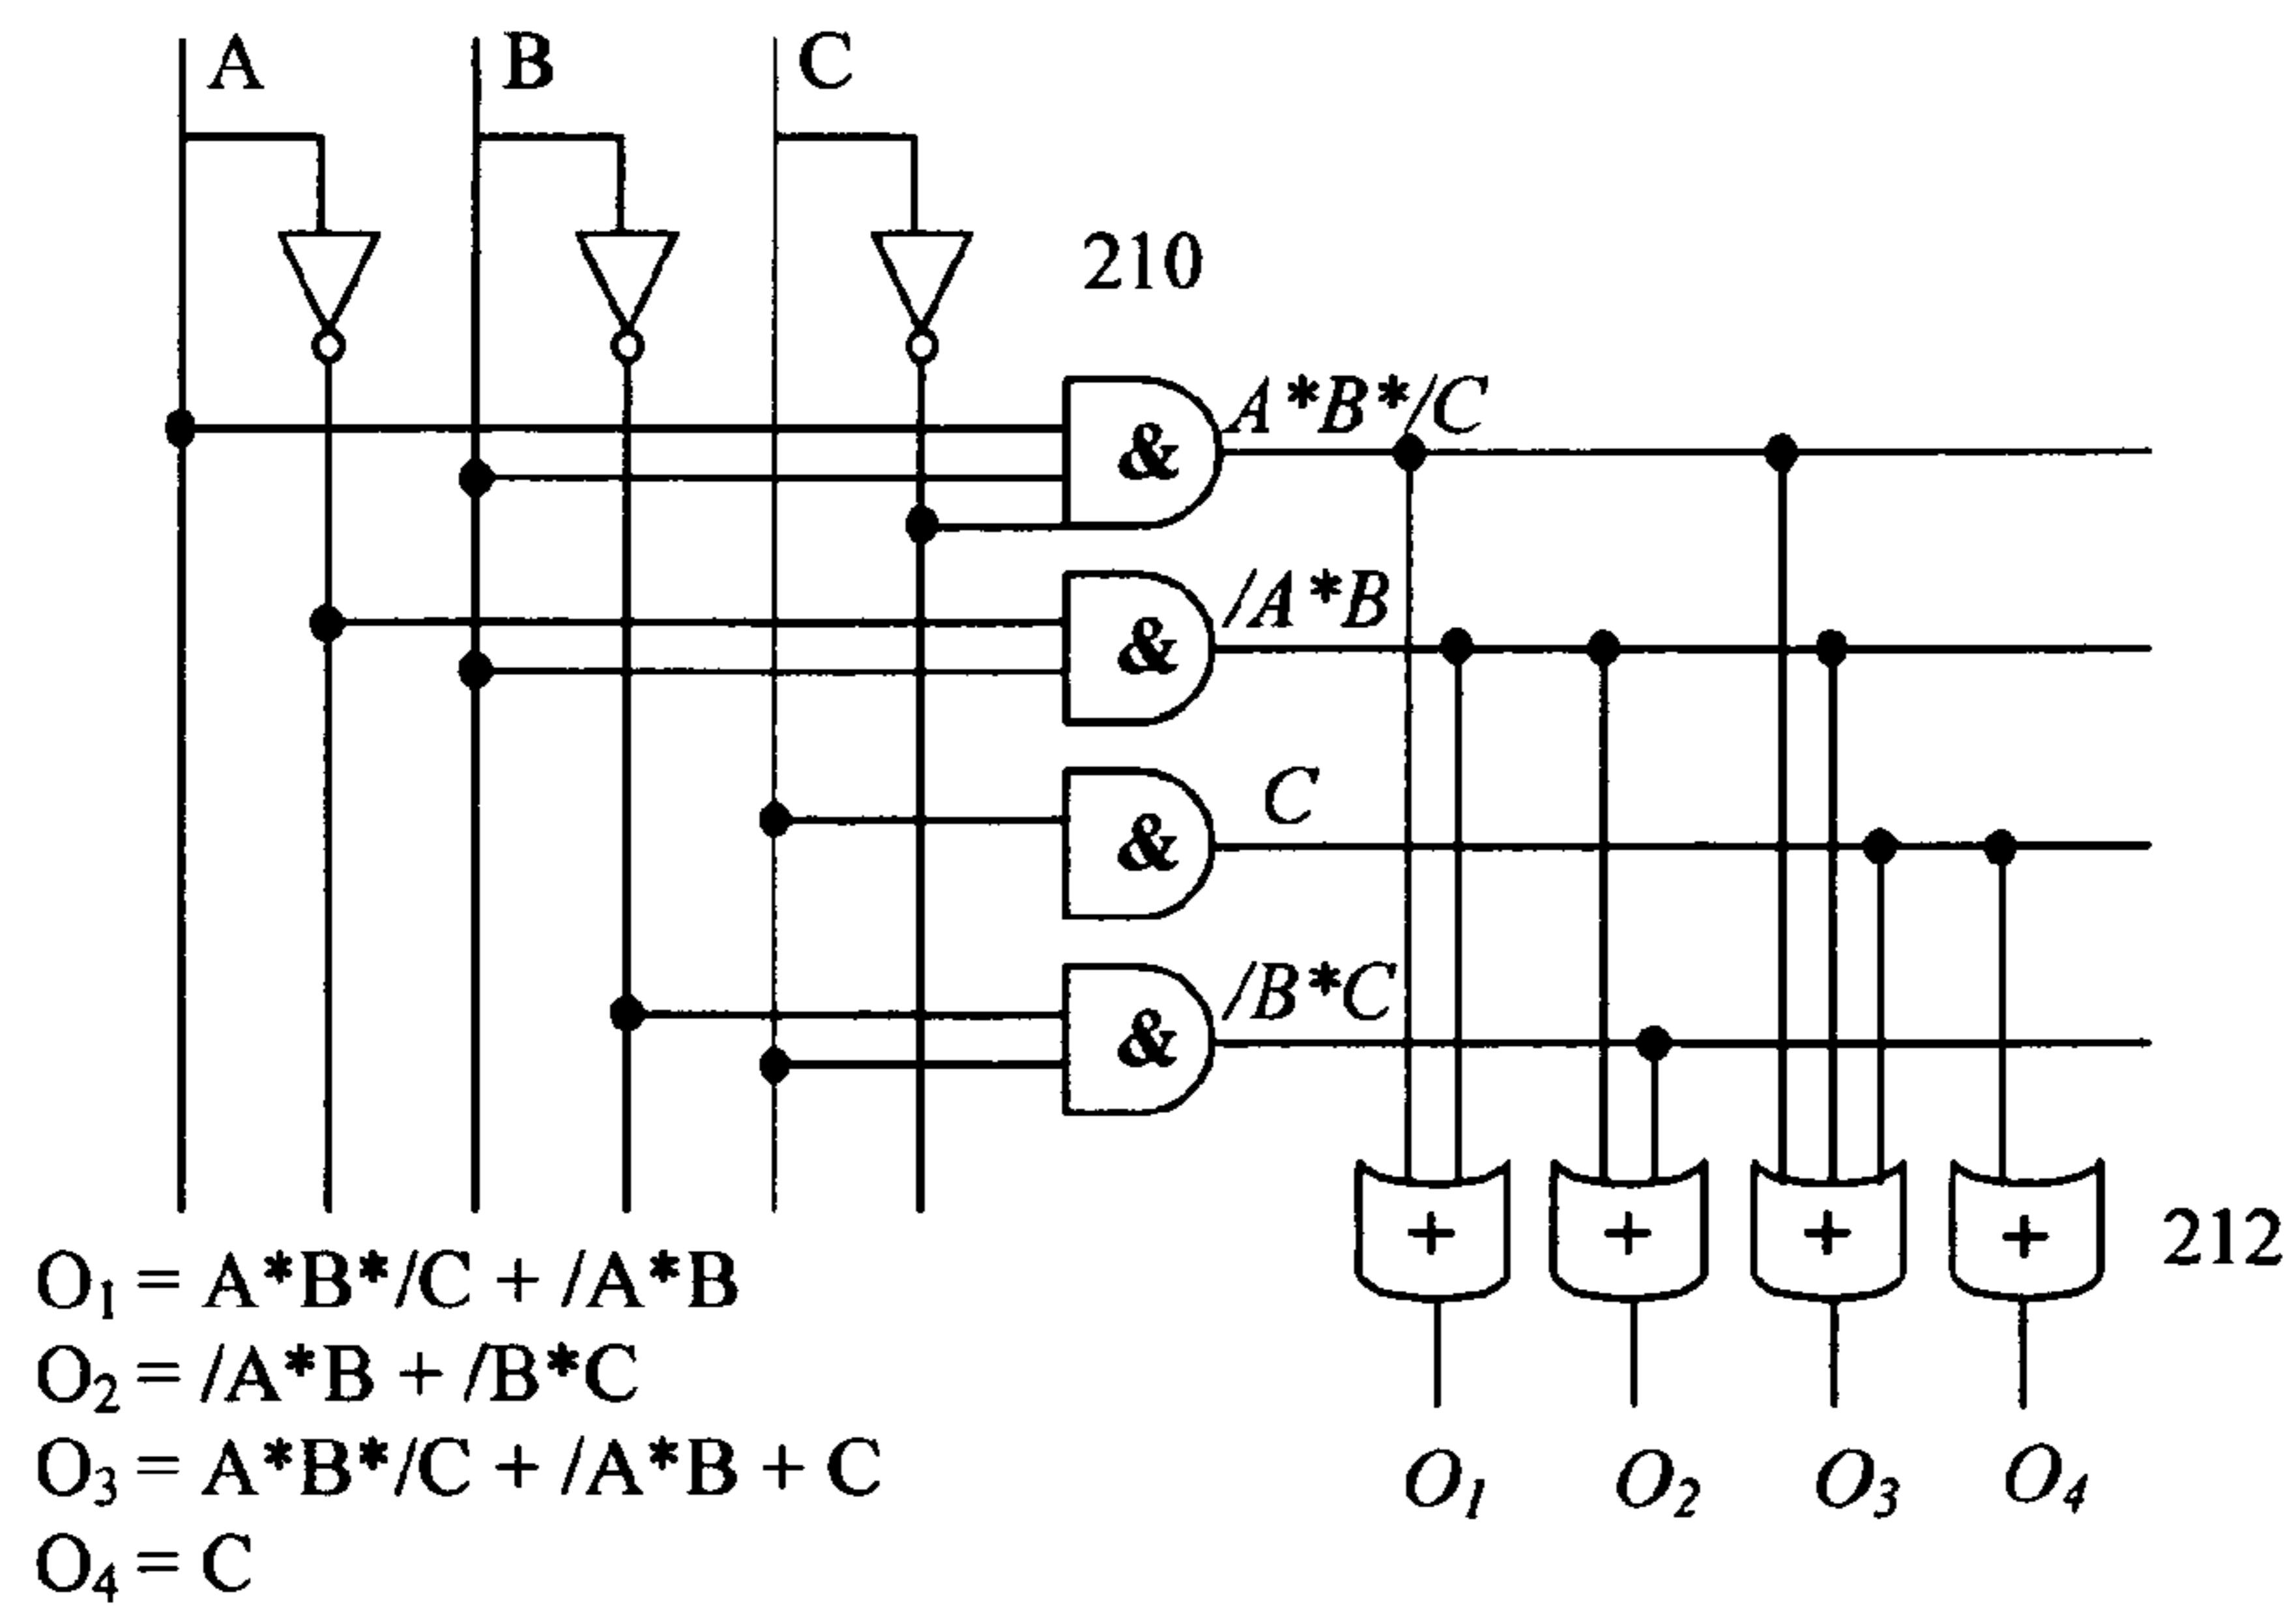 A B C
210
A*B*/C
&
/A*B
&
C
&
/B*C
&
+ + + + 212
O₁ = A*B*/C + /A*B
O₂ = /A*B + /B*C
O₃ = A*B*/C + /A*B + C
O₄ = C
O₁ O₂ O₃ O₄